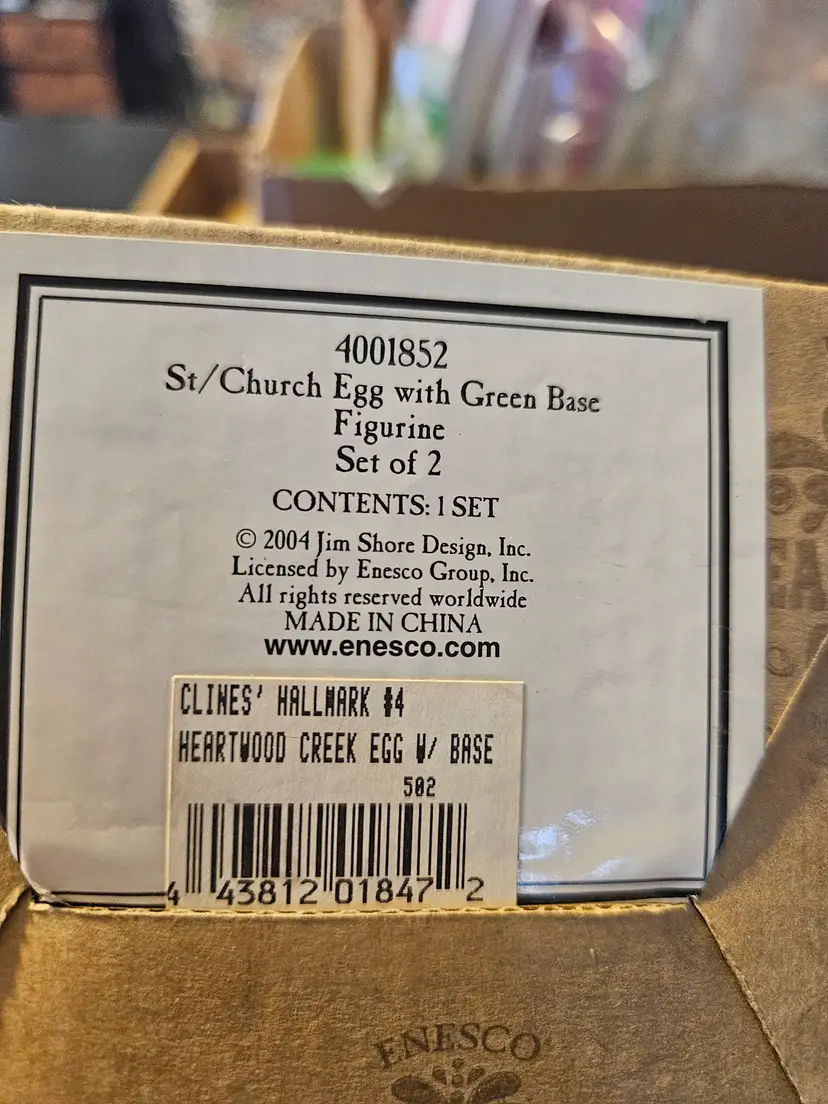 4001852
St/Church Egg with Green Base
Figurine
Set of 2
CONTENTS: 1 SET
© 2004 Jim Shore Design, Inc.
Licensed by Enesco Group, Inc.
All rights reserved worldwide
MADE IN CHINA
www.enesco.com
CLINES' HALLMARK #4
HEARTWOOD CREEK EGG W/ BASE
502
4 43812 01847 2
ENESCO